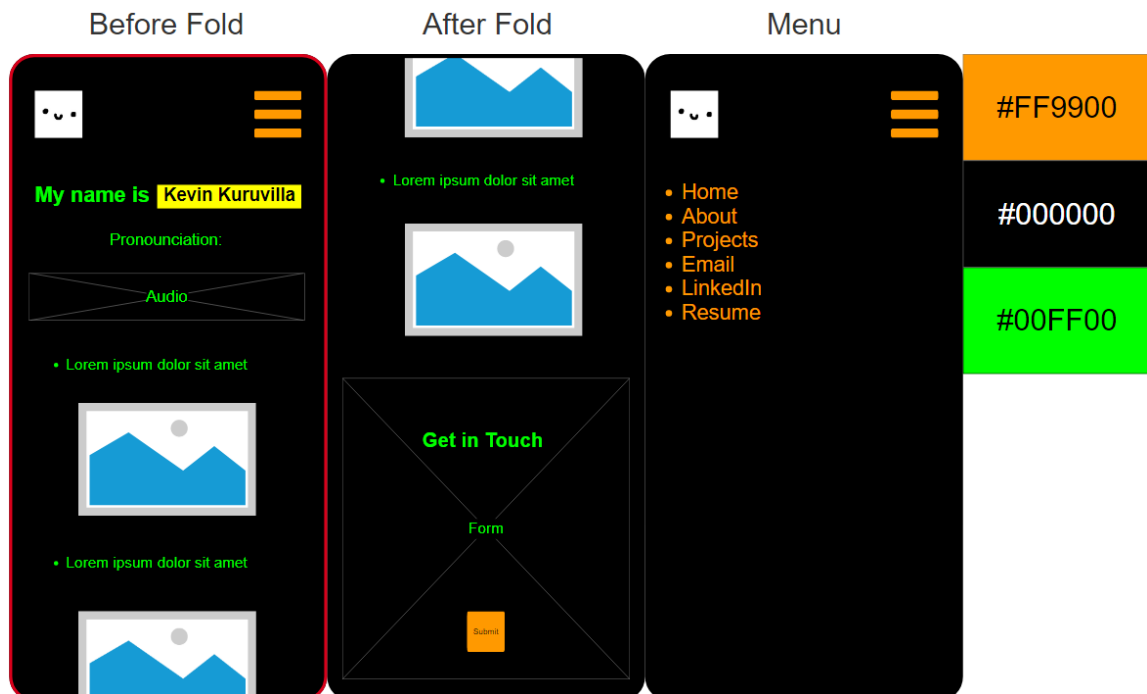 Before Fold
My name is Kevin Kuruvilla
Pronounciation:
Audio
• Lorem ipsum dolor sit amet
• Lorem ipsum dolor sit amet
After Fold
• Lorem ipsum dolor sit amet
Get in Touch
Form
Submit
Menu
• Home
• About
• Projects
• Email
• LinkedIn
• Resume
#FF9900
#000000
#00FF00